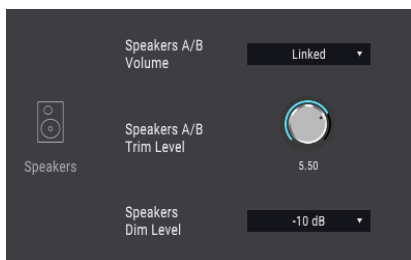 Speakers A/B
Volume
Linked
Speakers
Speakers A/B
Trim Level
5.50
Speakers
Dim Level
-10 dB